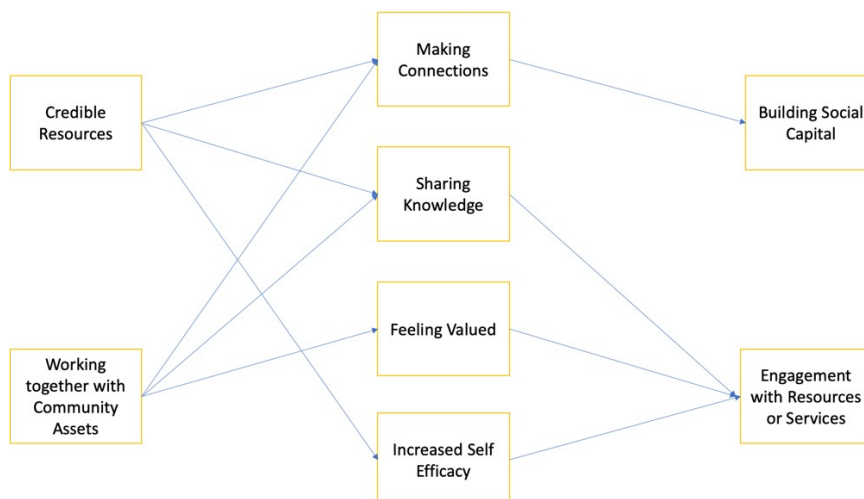 Credible
Resources
Working
together with
Community
Assets
Making
Connections
Sharing
Knowledge
Feeling Valued
Increased Self
Efficacy
Building Social
Capital
Engagement
with Resources
or Services